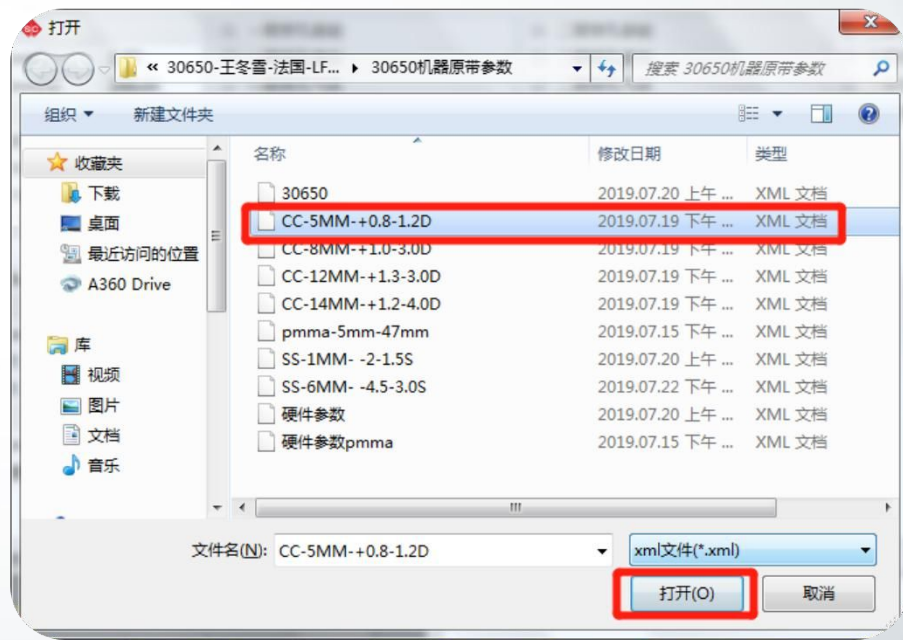 打开
« 30650-王冬雪-法国-LF... ▸ 30650机器原带参数
搜索 30650机器原带参数
组织
新建文件夹
收藏夹
下载
桌面
最近访问的位置
A360 Drive
库
视频
图片
文档
音乐
名称 修改日期 类型
30650 2019.07.20 上午 ... XML 文档
CC-5MM-+0.8-1.2D 2019.07.19 下午 ... XML 文档
CC-8MM-+1.0-3.0D 2019.07.19 下午 ... XML 文档
CC-12MM-+1.3-3.0D 2019.07.19 下午 ... XML 文档
CC-14MM-+1.2-4.0D 2019.07.19 下午 ... XML 文档
pmma-5mm-47mm 2019.07.15 下午 ... XML 文档
SS-1MM- -2-1.5S 2019.07.20 上午 ... XML 文档
SS-6MM- -4.5-3.0S 2019.07.22 下午 ... XML 文档
硬件参数 2019.07.20 上午 ... XML 文档
硬件参数pmma 2019.07.15 下午 ... XML 文档
文件名(N): CC-5MM-+0.8-1.2D
xml文件(*.xml)
打开(O)
取消